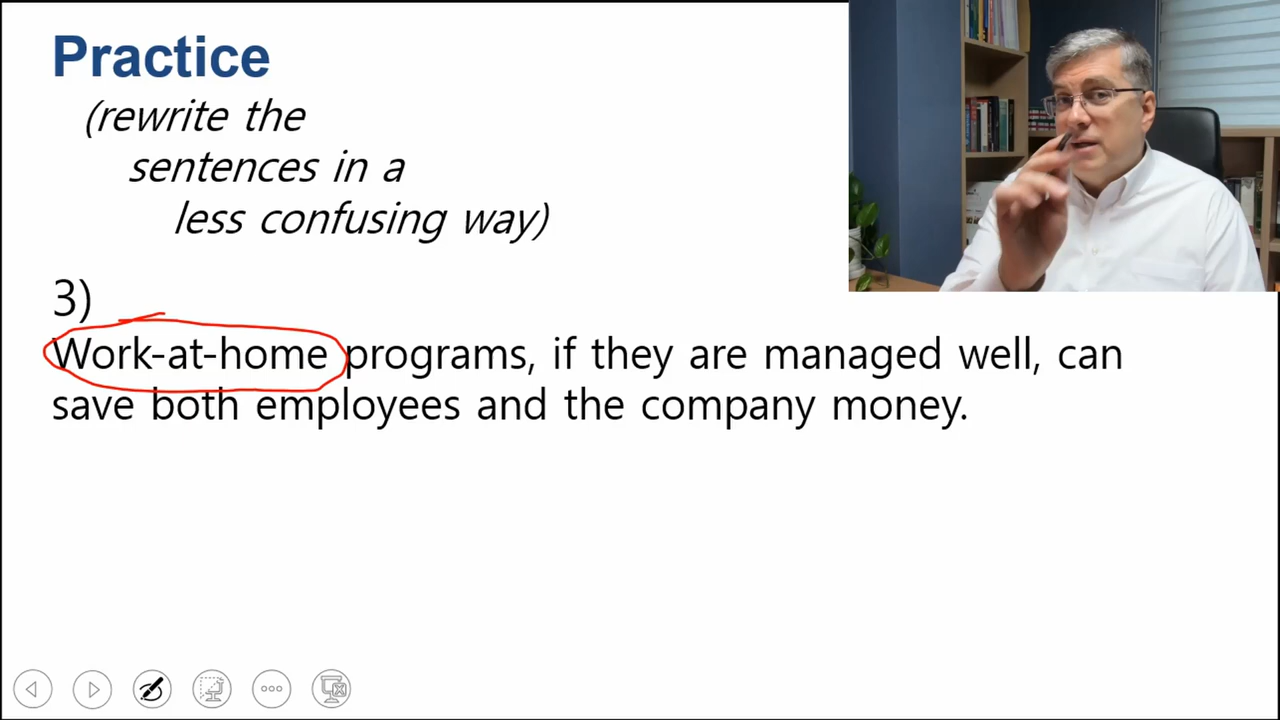 Practice
(rewrite the
sentences in a
less confusing way)
3)
Work-at-home programs, if they are managed well, can
save both employees and the company money.